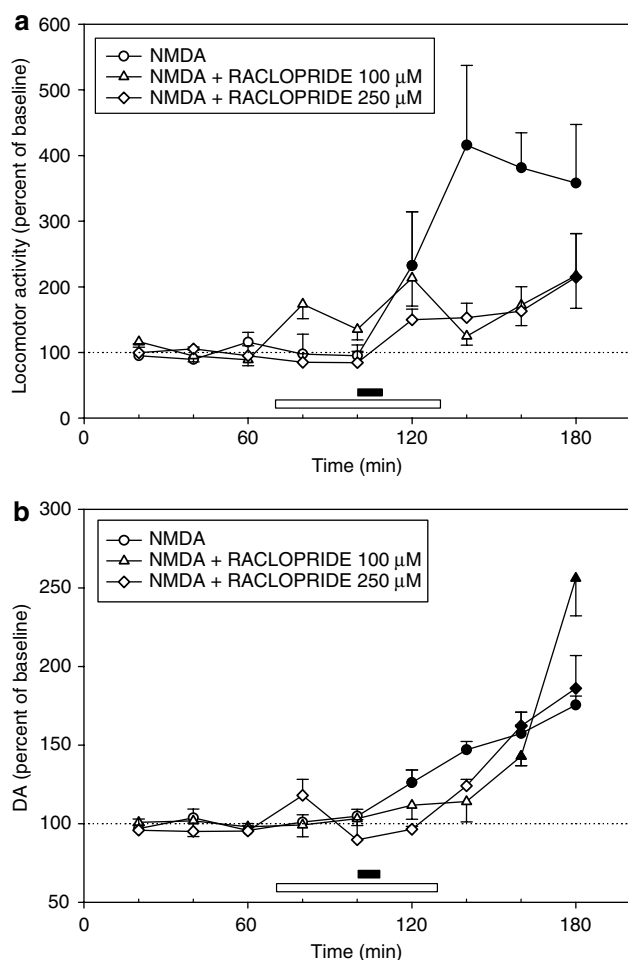 a
600
500
400
300
200
100
0
Locomotor activity (percent of baseline)
NMDA
NMDA + RACLOPRIDE 100 μM
NMDA + RACLOPRIDE 250 μM
0 60 120 180
Time (min)
b
300
250
200
150
100
50
DA (percent of baseline)
NMDA
NMDA + RACLOPRIDE 100 μM
NMDA + RACLOPRIDE 250 μM
0 60 120 180
Time (min)